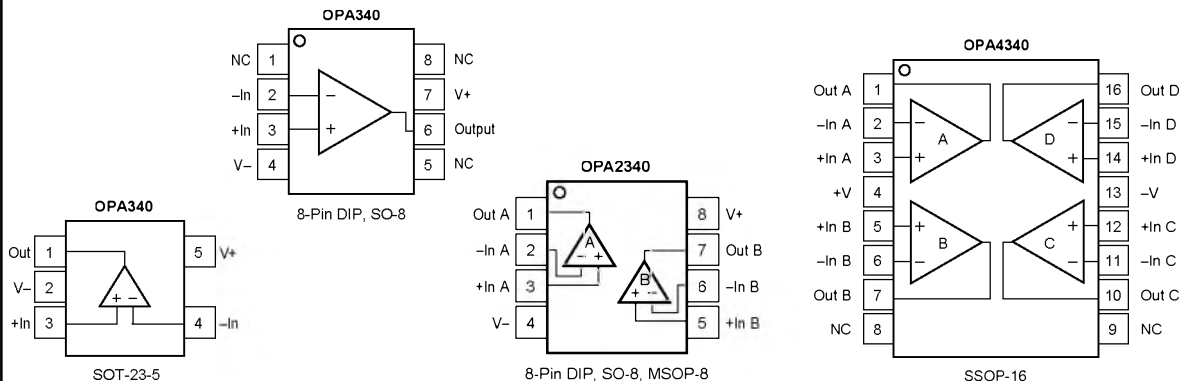 OPA340
NC 1 8 NC
–In 2 – 7 V+
+In 3 + 6 Output
V– 4 5 NC
8-Pin DIP, SO-8
OPA340
Out 1 5 V+
V– 2
+ –
+In 3 4 –In
SOT-23-5
OPA2340
Out A 1 8 V+
A
–In A 2 – + 7 Out B
B
+In A 3 + – 6 –In B
V– 4 5 +In B
8-Pin DIP, SO-8, MSOP-8
OPA4340
Out A 1 16 Out D
–In A 2 – – 15 –In D
A D
+In A 3 + + 14 +In D
+V 4 13 –V
+In B 5 + + 12 +In C
B C
–In B 6 – – 11 –In C
Out B 7 10 Out C
NC 8 9 NC
SSOP-16